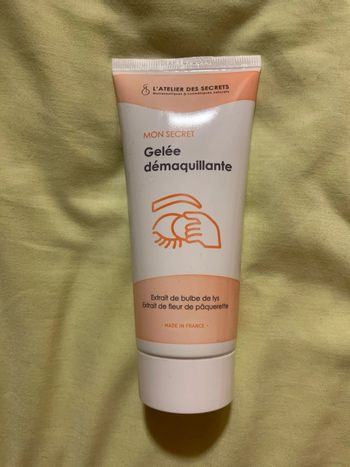 L'ATELIER DES SECRETS
MON SECRET
Gelée
démaquillante
Extrait de bulbe de lys
Extrait de fleur de pâquerette
- MADE IN FRANCE -